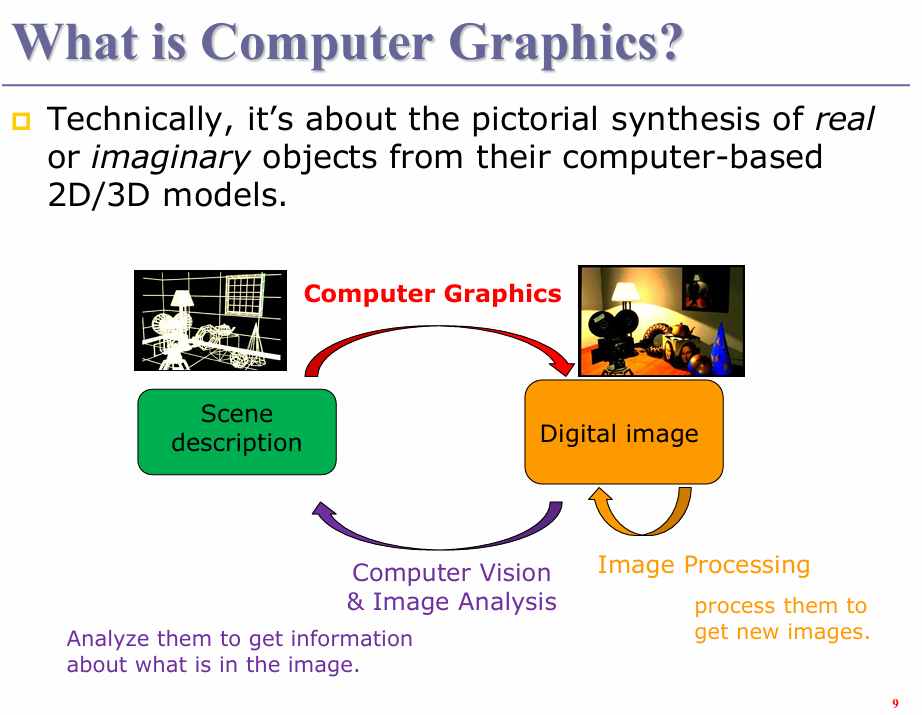 What is Computer Graphics?
Technically, it’s about the pictorial synthesis of real
or imaginary objects from their computer-based
2D/3D models.
Computer Graphics
Scene
description
Digital image
Computer Vision
& Image Analysis
Image Processing
process them to
get new images.
Analyze them to get information
about what is in the image.
9